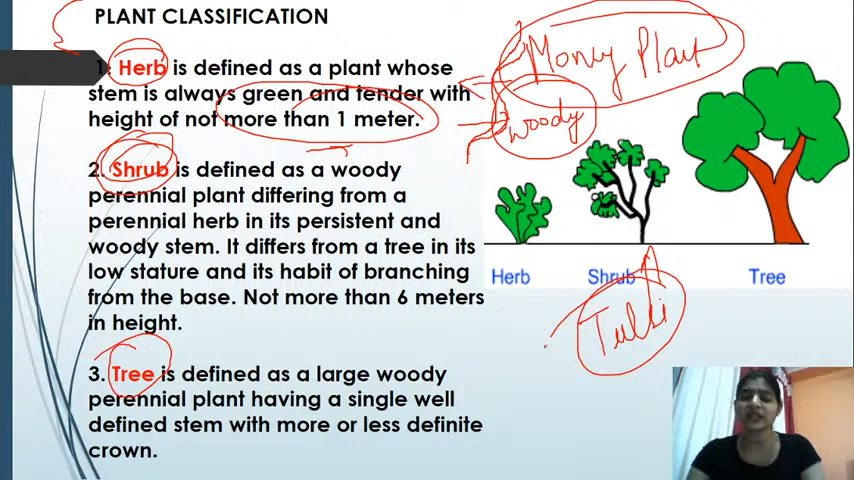 PLANT CLASSIFICATION
1. Herb is defined as a plant whose
stem is always green and tender with
height of not more than 1 meter.
2. Shrub is defined as a woody
perennial plant differing from a
perennial herb in its persistent and
woody stem. It differs from a tree in its
low stature and its habit of branching
from the base. Not more than 6 meters
in height.
3. Tree is defined as a large woody
perennial plant having a single well
defined stem with more or less definite
crown.
Money Plant
Woody
Herb
Shrub
Tree
Tulsi